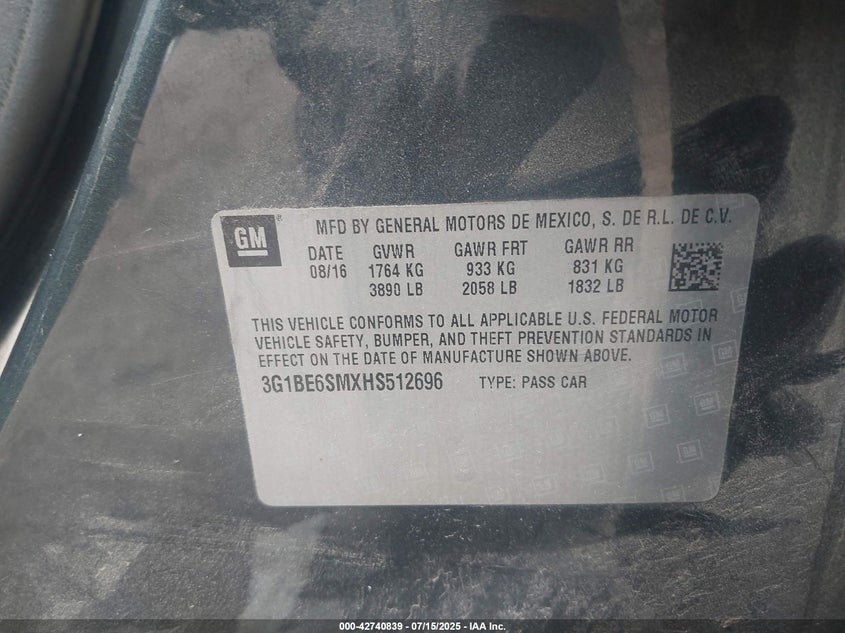 GM
MFD BY GENERAL MOTORS DE MEXICO, S. DE R.L. DE C.V.
DATE GVWR GAWR FRT GAWR RR
08/16 1764 KG 933 KG 831 KG
3890 LB 2058 LB 1832 LB
THIS VEHICLE CONFORMS TO ALL APPLICABLE U.S. FEDERAL MOTOR
VEHICLE SAFETY, BUMPER, AND THEFT PREVENTION STANDARDS IN
EFFECT ON THE DATE OF MANUFACTURE SHOWN ABOVE.
3G1BE6SMXHS512696 TYPE: PASS CAR
000-42740839 - 07/15/2025 - IAA Inc.